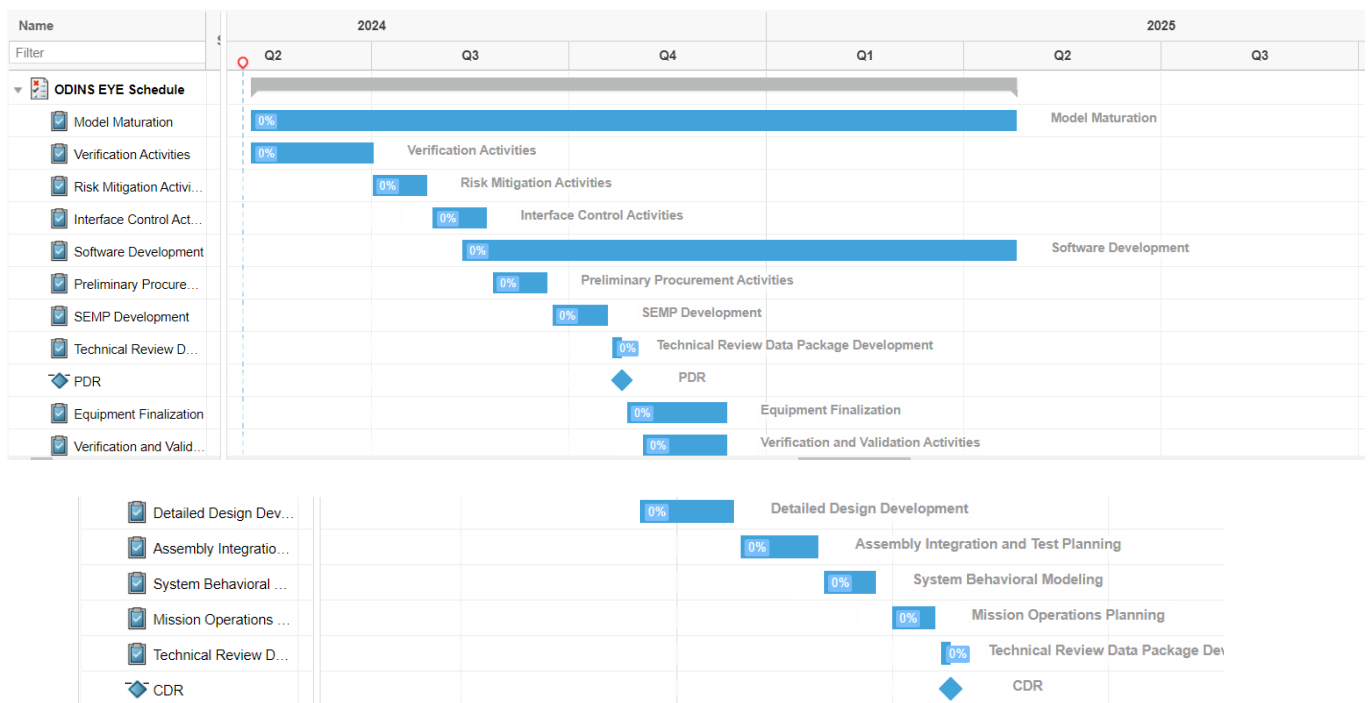 Name
2024 2025
Filter
Q2 Q3 Q4 Q1 Q2 Q3
ODINS EYE Schedule
Model Maturation 0% Model Maturation
Verification Activities 0% Verification Activities
Risk Mitigation Activi... 0% Risk Mitigation Activities
Interface Control Act... 0% Interface Control Activities
Software Development 0% Software Development
Preliminary Procure... 0% Preliminary Procurement Activities
SEMP Development 0% SEMP Development
Technical Review D... 0% Technical Review Data Package Development
PDR PDR
Equipment Finalization 0% Equipment Finalization
Verification and Valid... 0% Verification and Validation Activities
Detailed Design Dev... 0% Detailed Design Development
Assembly Integratio... 0% Assembly Integration and Test Planning
System Behavioral ... 0% System Behavioral Modeling
Mission Operations ... 0% Mission Operations Planning
Technical Review D... 0% Technical Review Data Package Dev
CDR CDR